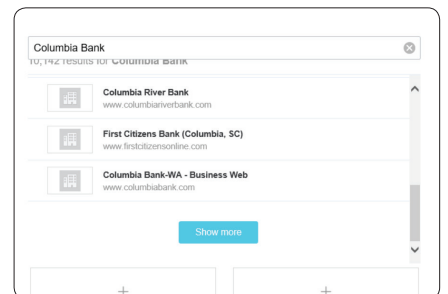 Columbia Bank
10,142 results for Columbia Bank
Columbia River Bank
www.columbiariverbank.com
First Citizens Bank (Columbia, SC)
www.firstcitizensonline.com
Columbia Bank-WA - Business Web
www.columbiabank.com
Show more
+ +